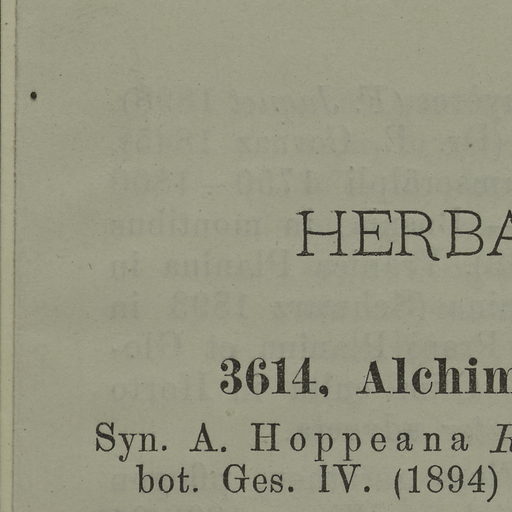 HERBA
3614, Alchim
Syn. A. Hoppeana R
bot. Ges. IV. (1894)